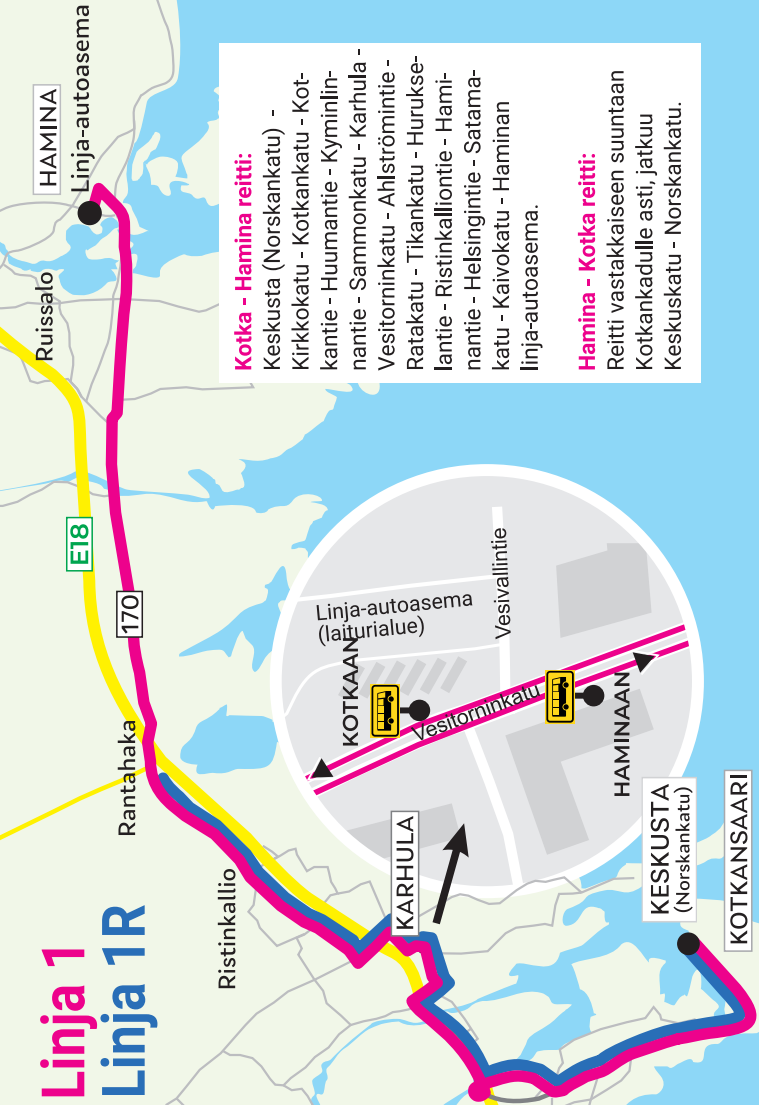 Linja 1
Linja 1R
HAMINA
Linja-autoasema
Ruissalo
E18
170
Rantahaka
Ristinkallio
KARHULA
KESKUSTA
(Norskankatu)
KOTKANSAARI
Linja-autoasema
(laiturialue)
Vesivallintie
KOTKAAN
Vesitorninkatu
HAMINAAN
Kotka - Hamina reitti:
Keskusta (Norskankatu) -
Kirkkokatu - Kotkankatu - Kot-
kantie - Huumantie - Kyminlin-
nantie - Sammonkatu - Karhula -
Vesitorninkatu - Ahlströmintie -
Ratakatu - Tikankatu - Hurukse-
lantie - Ristinkalliontie - Hami-
nantie - Helsingintie - Satama-
katu - Kaivokatu - Haminan
linja-autoasema.
Hamina - Kotka reitti:
Reitti vastakkaiseen suuntaan
Kotkankadulle asti, jatkuu
Keskuskatu - Norskankatu.